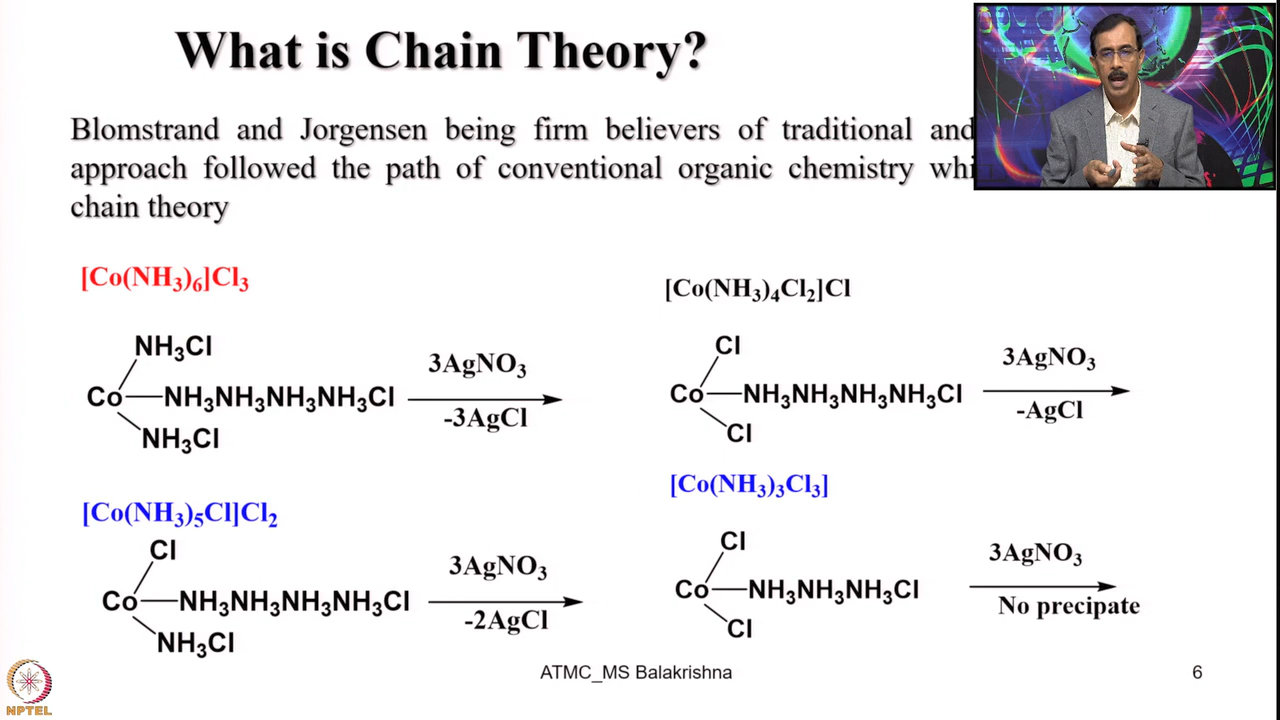 What is Chain Theory?
Blomstrand and Jorgensen being firm believers of traditional and
approach followed the path of conventional organic chemistry
chain theory
[Co(NH₃)₆]Cl₃
NH₃Cl
Co—NH₃NH₃NH₃NH₃Cl
NH₃Cl
3AgNO₃
-3AgCl
[Co(NH₃)₄Cl₂]Cl
Cl
Co—NH₃NH₃NH₃NH₃Cl
Cl
3AgNO₃
-AgCl
[Co(NH₃)₅Cl]Cl₂
Cl
Co—NH₃NH₃NH₃NH₃Cl
NH₃Cl
3AgNO₃
-2AgCl
[Co(NH₃)₃Cl₃]
Cl
Co—NH₃NH₃NH₃Cl
Cl
3AgNO₃
No precipate
NPTEL
ATMC_MS Balakrishna
6